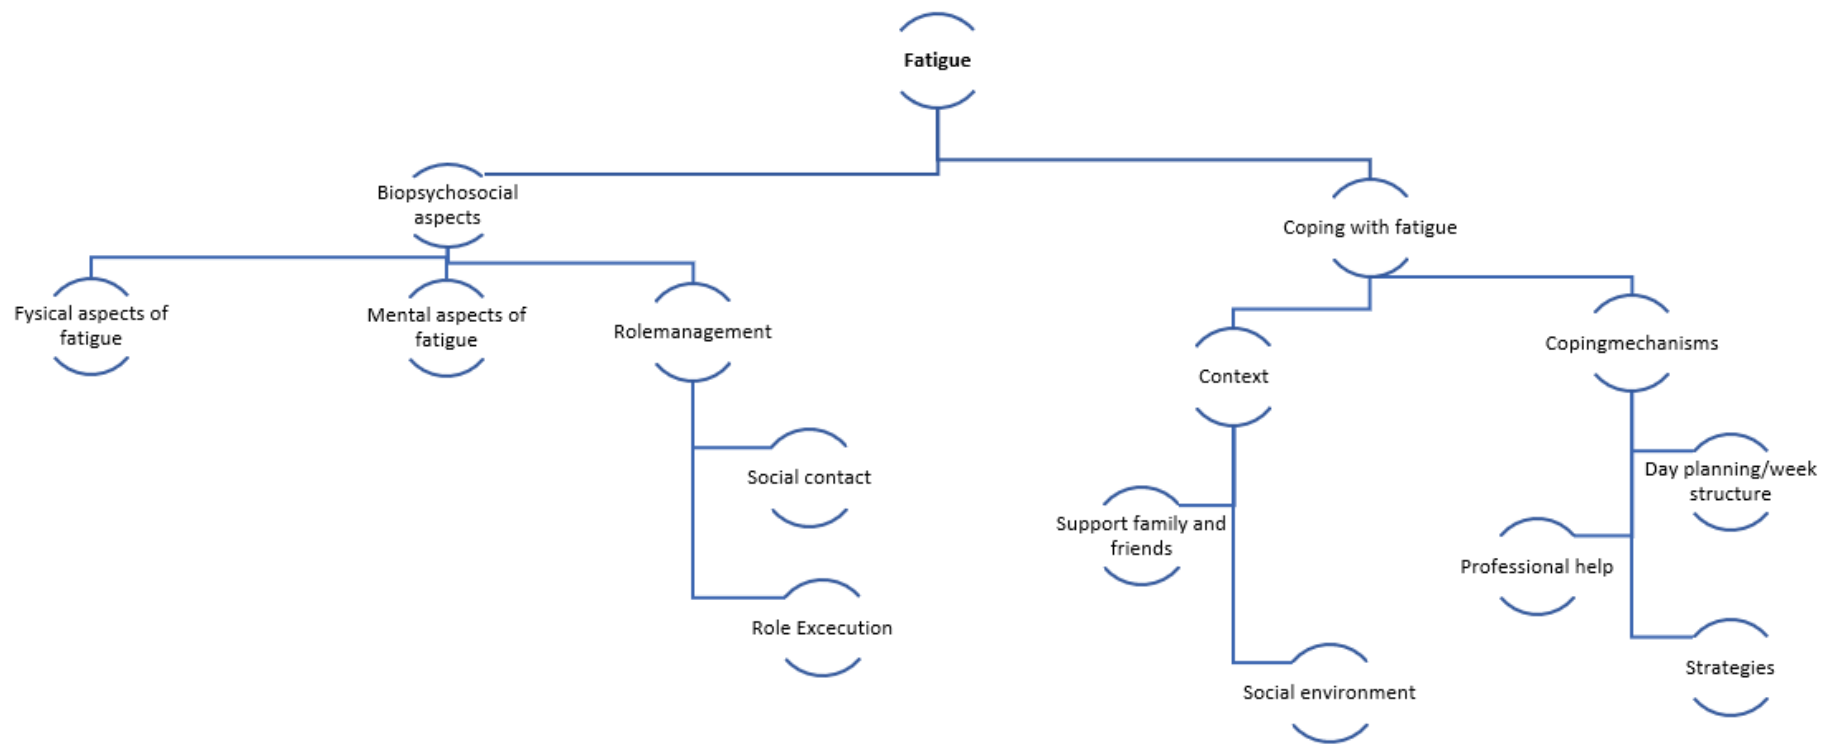 Fatigue
Biopsychosocial
aspects
Coping with fatigue
Fysical aspects of
fatigue
Mental aspects of
fatigue
Rolemanagement
Context
Copingmechanisms
Social contact
Role Excecution
Support family and
friends
Social environment
Day planning/week
structure
Professional help
Strategies